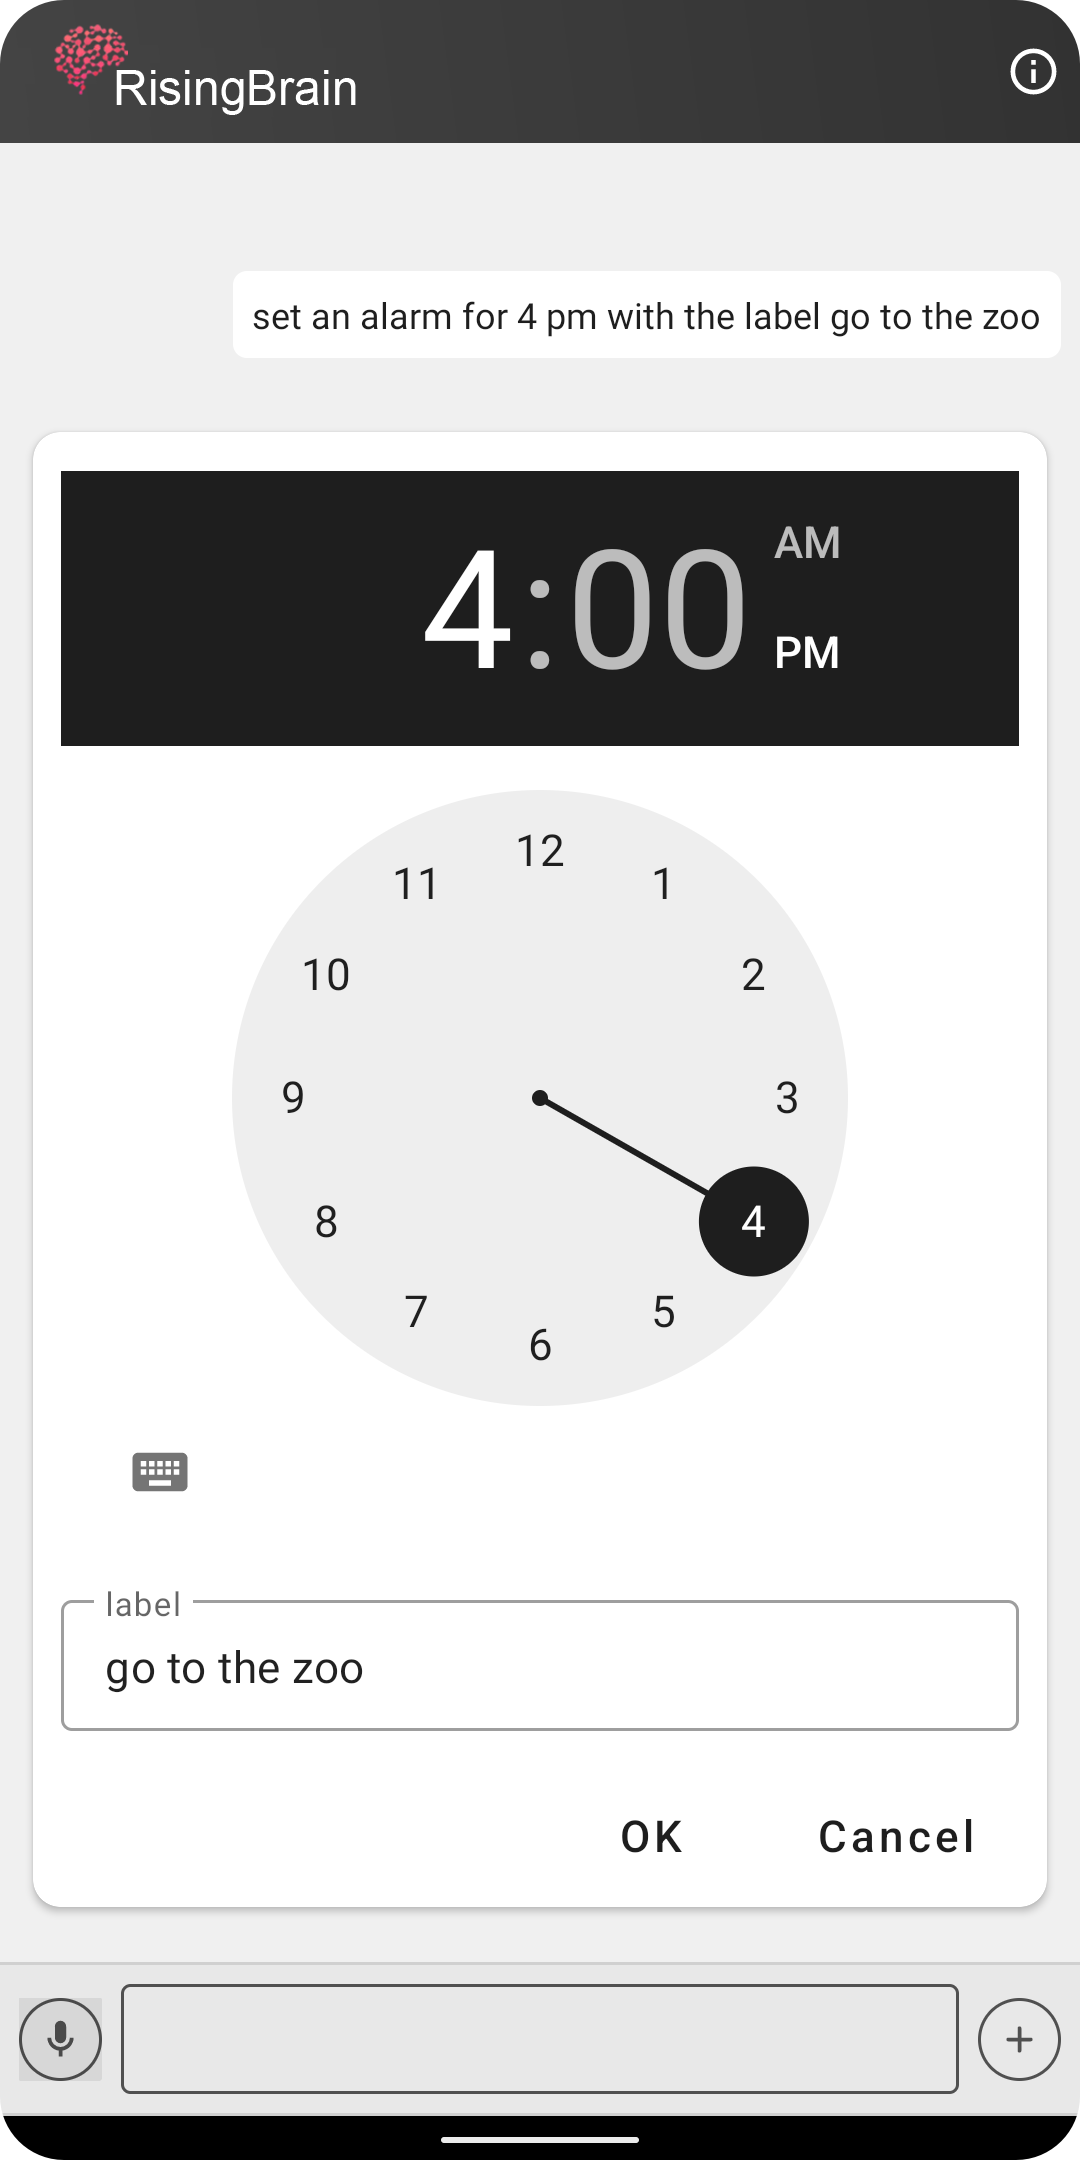 RisingBrain
set an alarm for 4 pm with the label go to the zoo
4:00
AM
PM
12
1
2
3
4
5
6
7
8
9
10
11
label
go to the zoo
OK Cancel